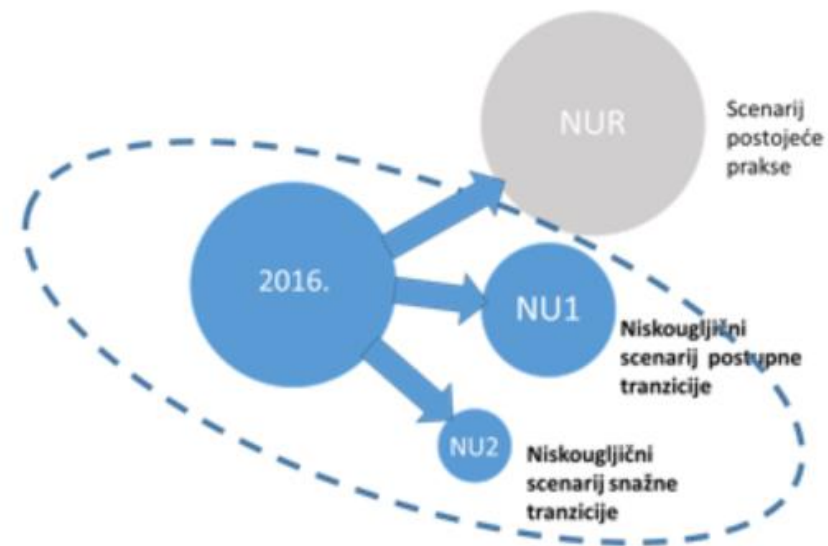 NUR
Scenarij
postojeće
prakse
2016.
NU1
Niskougljični
scenarij postupne
tranzicije
NU2
Niskougljični
scenarij snažne
tranzicije